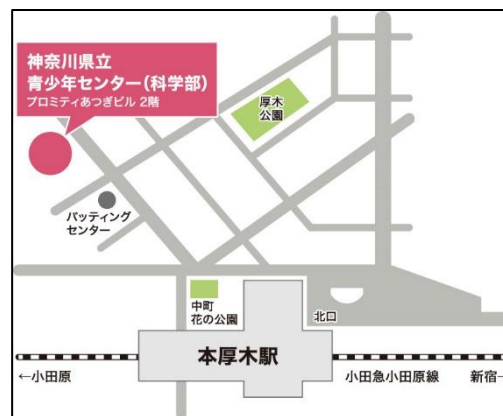 神奈川県立
青少年センター(科学部)
プロミティあつぎビル 2階
厚木
公園
バッティング
センター
中町
花の公園
北口
本厚木駅
←小田原
小田急小田原線
新宿→